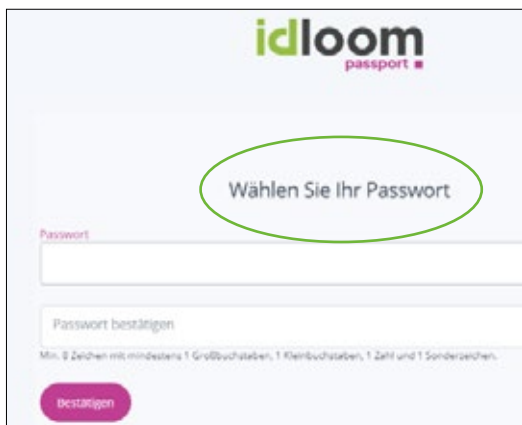 idloom
passport
Wählen Sie Ihr Passwort
Passwort
Passwort bestätigen
Min. 8 Zeichen mit mindestens 1 Großbuchstaben, 1 Kleinbuchstaben, 1 Zahl und 1 Sonderzeichen.
Bestätigen